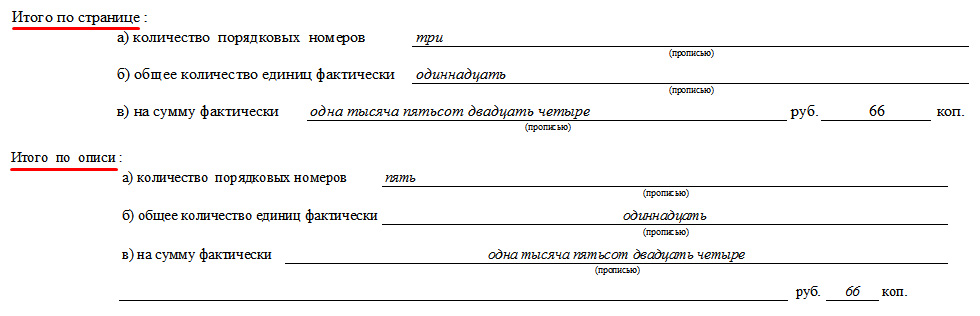 Итого по странице :
а) количество порядковых номеров три
(прописью)
б) общее количество единиц фактически одиннадцать
(прописью)
в) на сумму фактически одна тысяча пятьсот двадцать четыре руб. 66 коп.
(прописью)
Итого по описи :
а) количество порядковых номеров пять
(прописью)
б) общее количество единиц фактически одиннадцать
(прописью)
в) на сумму фактически одна тысяча пятьсот двадцать четыре
(прописью)
руб. 66 коп.